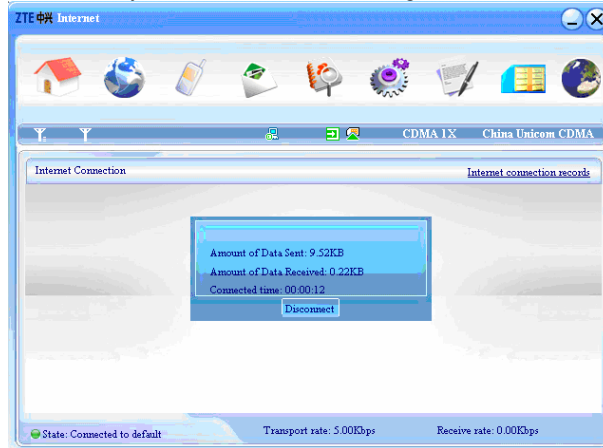 ZTE中兴 Internet
CDMA 1X China Unicom CDMA
Internet Connection Internet connection records
Amount of Data Sent: 9.52KB
Amount of Data Received: 0.22KB
Connected time: 00:00:12
Disconnect
State: Connected to default Transport rate: 5.00Kbps Receive rate: 0.00Kbps